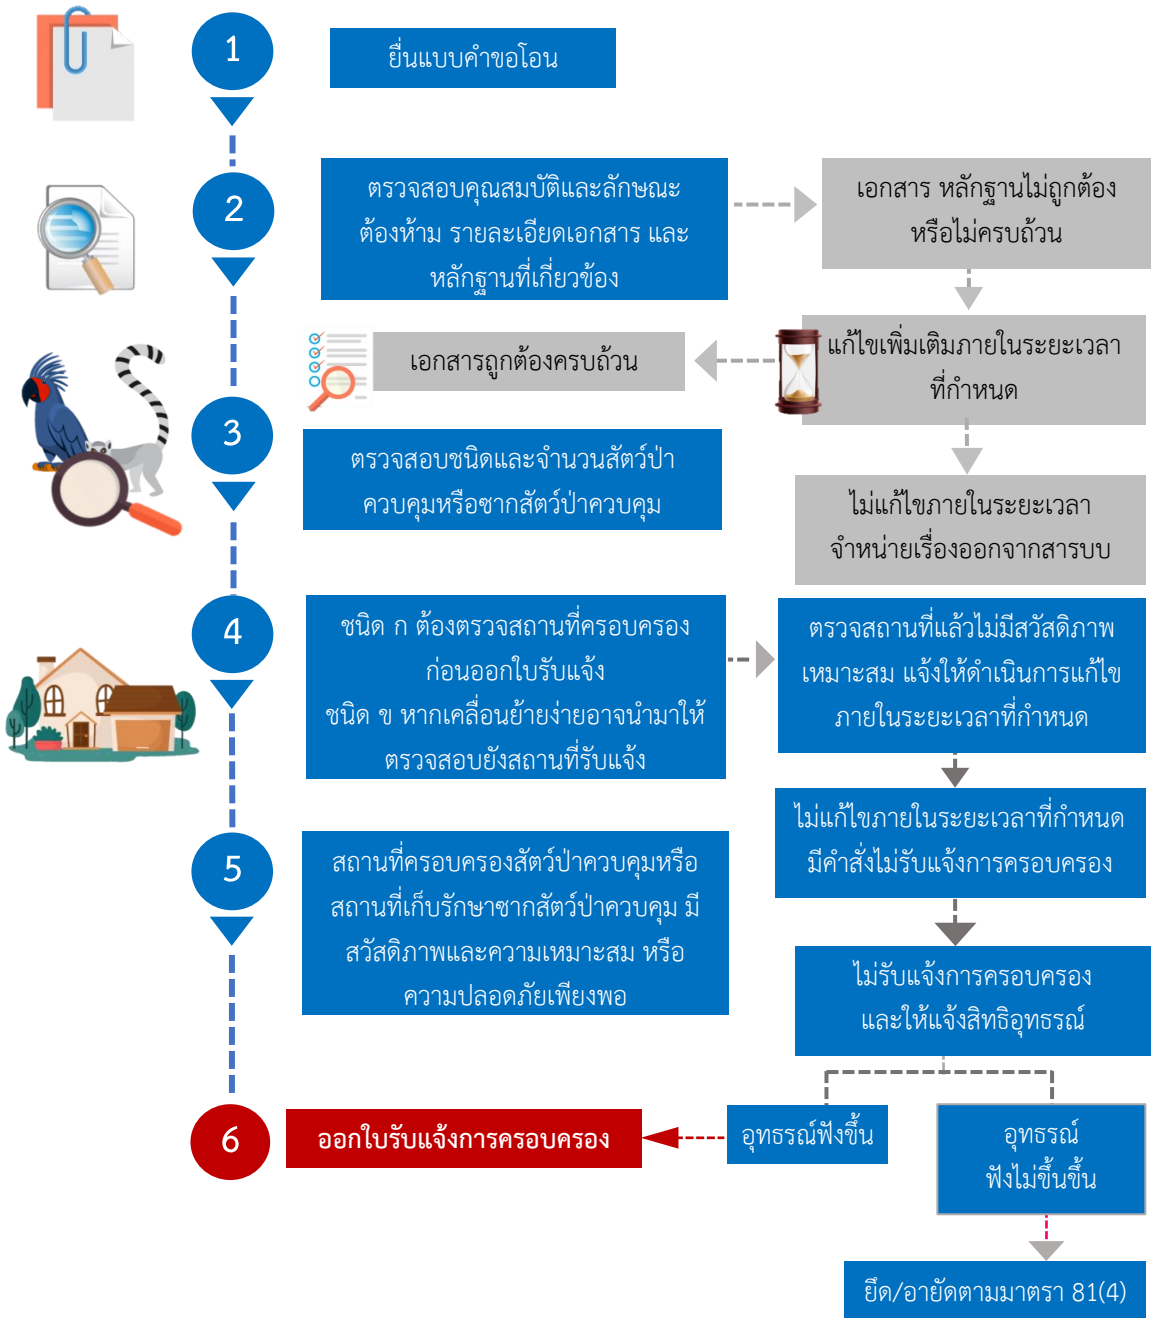 1
ยื่นแบบคำขอโอน
2
ตรวจสอบคุณสมบัติและลักษณะ
ต้องห้าม รายละเอียดเอกสาร และ
หลักฐานที่เกี่ยวข้อง
เอกสาร หลักฐานไม่ถูกต้อง
หรือไม่ครบถ้วน
แก้ไขเพิ่มเติมภายในระยะเวลา
ที่กำหนด
เอกสารถูกต้องครบถ้วน
ไม่แก้ไขภายในระยะเวลา
จำหน่ายเรื่องออกจากสารบบ
3
ตรวจสอบชนิดและจำนวนสัตว์ป่า
ควบคุมหรือซากสัตว์ป่าควบคุม
4
ชนิด ก ต้องตรวจสถานที่ครอบครอง
ก่อนออกใบรับแจ้ง
ชนิด ข หากเคลื่อนย้ายง่ายอาจนำมาให้
ตรวจสอบยังสถานที่รับแจ้ง
ตรวจสถานที่แล้วไม่มีสวัสดิภาพ
เหมาะสม แจ้งให้ดำเนินการแก้ไข
ภายในระยะเวลาที่กำหนด
ไม่แก้ไขภายในระยะเวลาที่กำหนด
มีคำสั่งไม่รับแจ้งการครอบครอง
5
สถานที่ครอบครองสัตว์ป่าควบคุมหรือ
สถานที่เก็บรักษาซากสัตว์ป่าควบคุม มี
สวัสดิภาพและความเหมาะสม หรือ
ความปลอดภัยเพียงพอ
ไม่รับแจ้งการครอบครอง
และให้แจ้งสิทธิอุทธรณ์
6
ออกใบรับแจ้งการครอบครอง
อุทธรณ์ฟังขึ้น
อุทธรณ์
ฟังไม่ขึ้นขึ้น
ยึด/อายัดตามมาตรา 81(4)